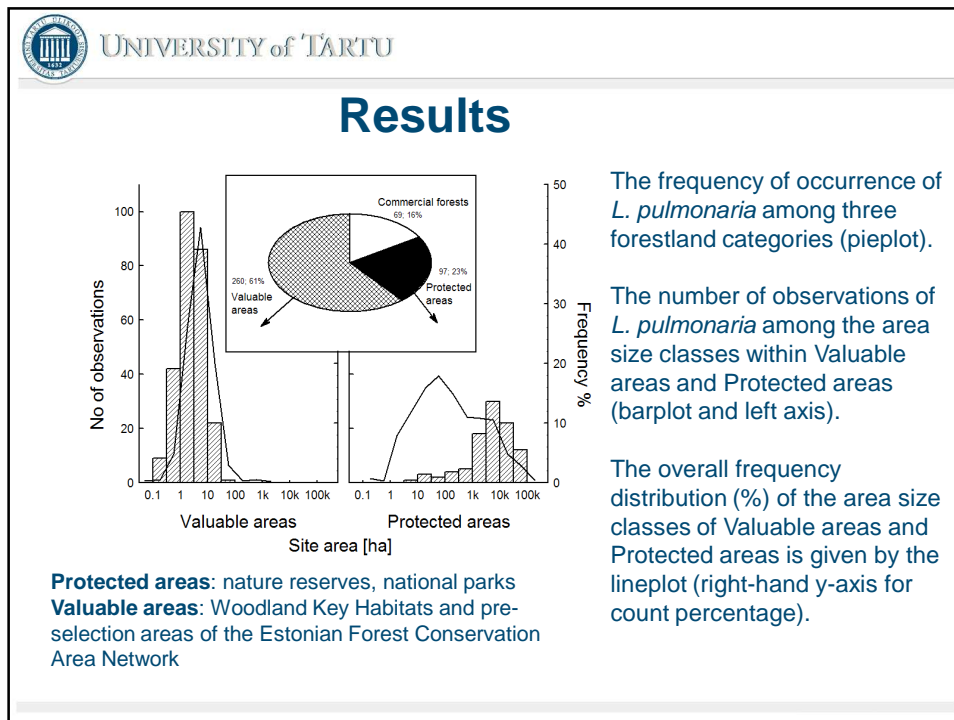 UNIVERSITY of TARTU
Results
No of observations
100
80
60
40
20
0
Commercial forests
69; 16%
97; 23%
Protected
areas
260; 61%
Valuable
areas
50
40
30
20
10
0
Frequency %
0.1 1 10 100 1k 10k 100k
0.1 1 10 100 1k 10k 100k
Valuable areas
Protected areas
Site area [ha]
Protected areas: nature reserves, national parks
Valuable areas: Woodland Key Habitats and pre-
selection areas of the Estonian Forest Conservation
Area Network
The frequency of occurrence of
L. pulmonaria among three
forestland categories (pieplot).
The number of observations of
L. pulmonaria among the area
size classes within Valuable
areas and Protected areas
(barplot and left axis).
The overall frequency
distribution (%) of the area size
classes of Valuable areas and
Protected areas is given by the
lineplot (right-hand y-axis for
count percentage).